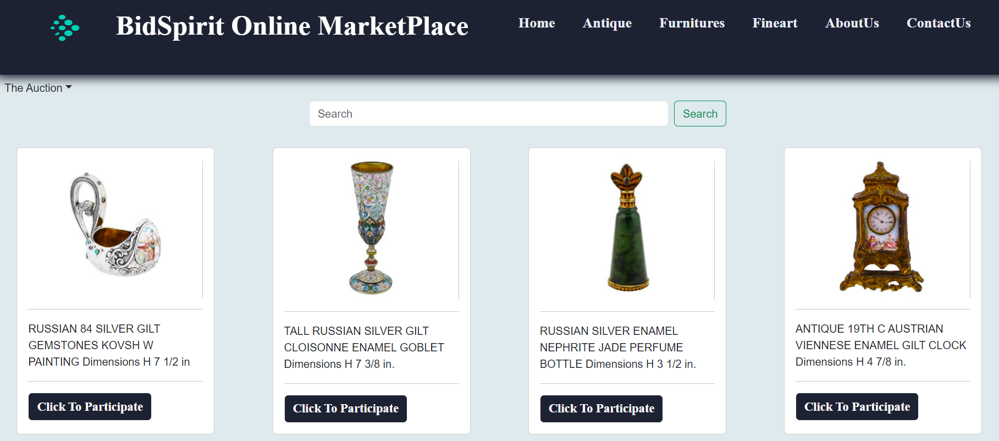 BidSpirit Online MarketPlace
Home
Antique
Furnitures
Fineart
AboutUs
ContactUs
The Auction
Search
Search
RUSSIAN 84 SILVER GILT
GEMSTONES KOVSH W
PAINTING Dimensions H 7 1/2 in
Click To Participate
TALL RUSSIAN SILVER GILT
CLOISONNE ENAMEL GOBLET
Dimensions H 7 3/8 in.
Click To Participate
RUSSIAN SILVER ENAMEL
NEPHRITE JADE PERFUME
BOTTLE Dimensions H 3 1/2 in.
Click To Participate
ANTIQUE 19TH C AUSTRIAN
VIENNESE ENAMEL GILT CLOCK
Dimensions H 4 7/8 in.
Click To Participate